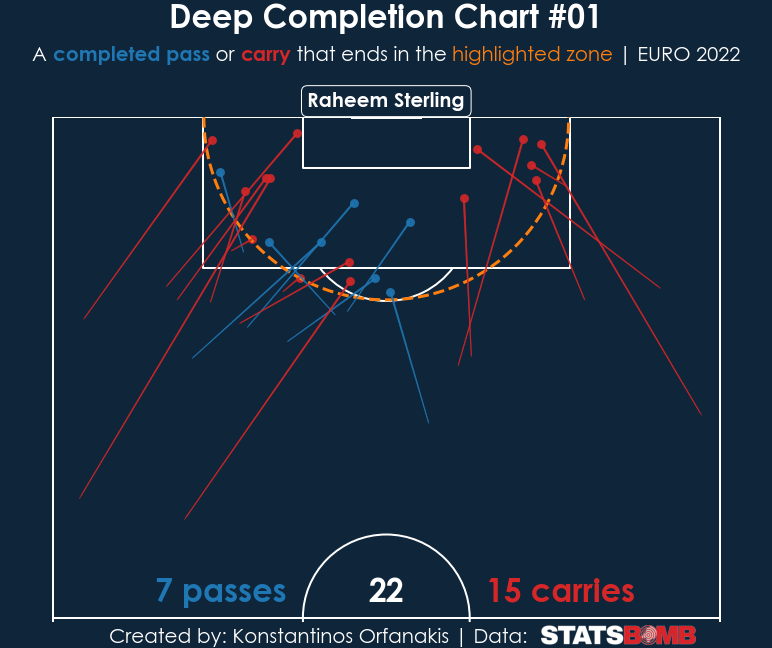 Deep Completion Chart #01
A completed pass or carry that ends in the highlighted zone | EURO 2022
Raheem Sterling
7 passes 22 15 carries
Created by: Konstantinos Orfanakis | Data: STATSBOMB